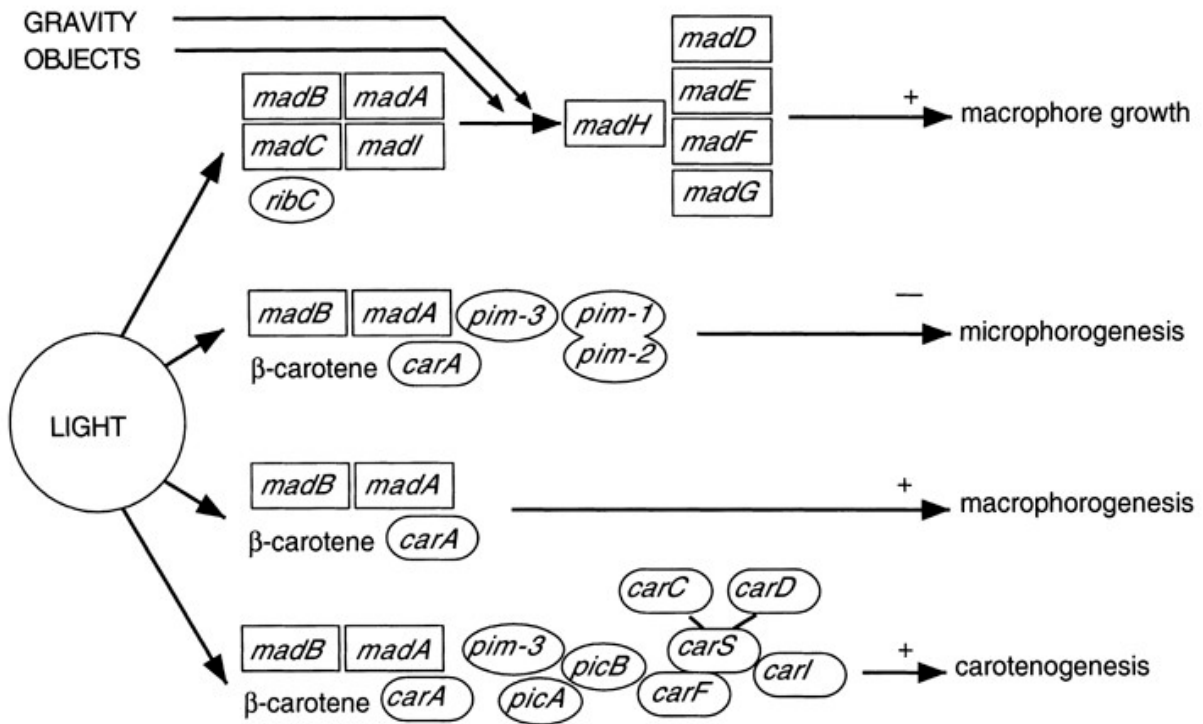 GRAVITY
OBJECTS
madB madA
madC madI
ribC
madH
madD
madE
madF
madG
+
macrophore growth
LIGHT
madB madA pim-3 pim-1
pim-2
β-carotene carA
—
microphorogenesis
madB madA
β-carotene carA
+
macrophorogenesis
madB madA pim-3 picB carS carI
carC carD
β-carotene carA picA carF
+
carotenogenesis